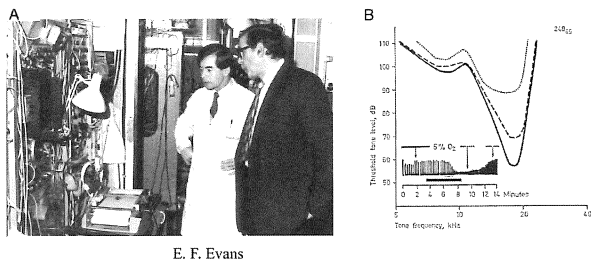 A
E. F. Evans
B
24B55
110
100
90
80
70
60
50
Threshold tone level, dB
5% O2
0 2 4 6 8 10 12 14 Minutes
5 10 20 40
Tone frequency, kHz